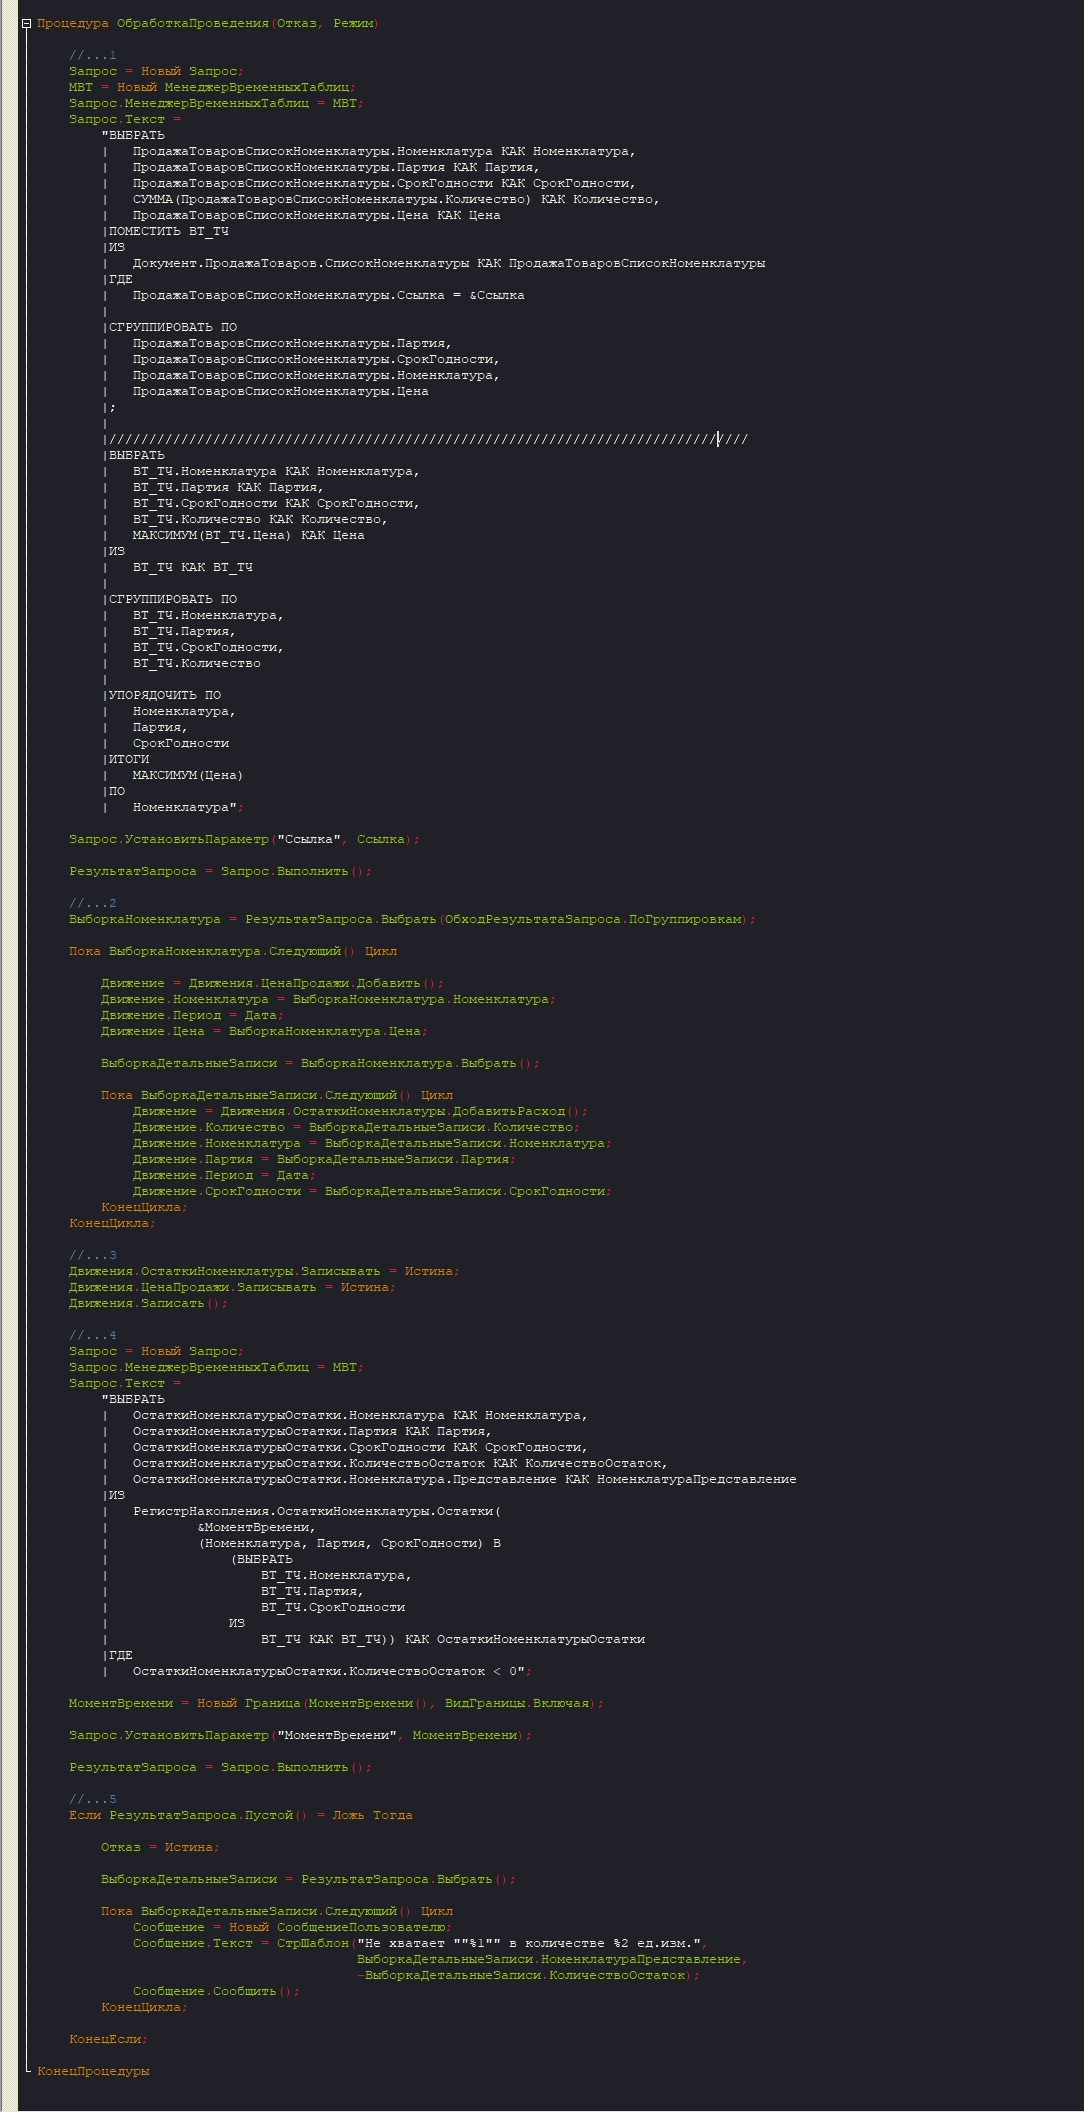 Процедура ОбработкаПроведения(Отказ, Режим)
//...1
Запрос = Новый Запрос;
МВТ = Новый МенеджерВременныхТаблиц;
Запрос.МенеджерВременныхТаблиц = МВТ;
Запрос.Текст =
"ВЫБРАТЬ
|	ПродажаТоваровСписокНоменклатуры.Номенклатура КАК Номенклатура,
|	ПродажаТоваровСписокНоменклатуры.Партия КАК Партия,
|	ПродажаТоваровСписокНоменклатуры.СрокГодности КАК СрокГодности,
|	СУММА(ПродажаТоваровСписокНоменклатуры.Количество) КАК Количество,
|	ПродажаТоваровСписокНоменклатуры.Цена КАК Цена
|ПОМЕСТИТЬ ВТ_ТЧ
|ИЗ
|	Документ.ПродажаТоваров.СписокНоменклатуры КАК ПродажаТоваровСписокНоменклатуры
|ГДЕ
|	ПродажаТоваровСписокНоменклатуры.Ссылка = &Ссылка
|
|СГРУППИРОВАТЬ ПО
|	ПродажаТоваровСписокНоменклатуры.Партия,
|	ПродажаТоваровСписокНоменклатуры.СрокГодности,
|	ПродажаТоваровСписокНоменклатуры.Номенклатура,
|	ПродажаТоваровСписокНоменклатуры.Цена
|;
|
|////////////////////////////////////////////////////////////////////////////////
|ВЫБРАТЬ
|	ВТ_ТЧ.Номенклатура КАК Номенклатура,
|	ВТ_ТЧ.Партия КАК Партия,
|	ВТ_ТЧ.СрокГодности КАК СрокГодности,
|	ВТ_ТЧ.Количество КАК Количество,
|	МАКСИМУМ(ВТ_ТЧ.Цена) КАК Цена
|ИЗ
|	ВТ_ТЧ КАК ВТ_ТЧ
|
|СГРУППИРОВАТЬ ПО
|	ВТ_ТЧ.Номенклатура,
|	ВТ_ТЧ.Партия,
|	ВТ_ТЧ.СрокГодности,
|	ВТ_ТЧ.Количество
|
|УПОРЯДОЧИТЬ ПО
|	Номенклатура,
|	Партия,
|	СрокГодности
|ИТОГИ
|	МАКСИМУМ(Цена)
|ПО
|	Номенклатура";
Запрос.УстановитьПараметр("Ссылка", Ссылка);
РезультатЗапроса = Запрос.Выполнить();
//...2
ВыборкаНоменклатура = РезультатЗапроса.Выбрать(ОбходРезультатаЗапроса.ПоГруппировкам);
Пока ВыборкаНоменклатура.Следующий() Цикл
Движение = Движения.ЦенаПродажи.Добавить();
Движение.Номенклатура = ВыборкаНоменклатура.Номенклатура;
Движение.Период = Дата;
Движение.Цена = ВыборкаНоменклатура.Цена;
ВыборкаДетальныеЗаписи = ВыборкаНоменклатура.Выбрать();
Пока ВыборкаДетальныеЗаписи.Следующий() Цикл
Движение = Движения.ОстаткиНоменклатуры.ДобавитьРасход();
Движение.Количество = ВыборкаДетальныеЗаписи.Количество;
Движение.Номенклатура = ВыборкаДетальныеЗаписи.Номенклатура;
Движение.Партия = ВыборкаДетальныеЗаписи.Партия;
Движение.Период = Дата;
Движение.СрокГодности = ВыборкаДетальныеЗаписи.СрокГодности;
КонецЦикла;
КонецЦикла;
//...3
Движения.ОстаткиНоменклатуры.Записывать = Истина;
Движения.ЦенаПродажи.Записывать = Истина;
Движения.Записать();
//...4
Запрос = Новый Запрос;
Запрос.МенеджерВременныхТаблиц = МВТ;
Запрос.Текст =
"ВЫБРАТЬ
|	ОстаткиНоменклатурыОстатки.Номенклатура КАК Номенклатура,
|	ОстаткиНоменклатурыОстатки.Партия КАК Партия,
|	ОстаткиНоменклатурыОстатки.СрокГодности КАК СрокГодности,
|	ОстаткиНоменклатурыОстатки.КоличествоОстаток КАК КоличествоОстаток,
|	ОстаткиНоменклатурыОстатки.Номенклатура.Представление КАК НоменклатураПредставление
|ИЗ
|	РегистрНакопления.ОстаткиНоменклатуры.Остатки(
|	&МоментВремени,
|	(Номенклатура, Партия, СрокГодности) В
|	(ВЫБРАТЬ
|	ВТ_ТЧ.Номенклатура,
|	ВТ_ТЧ.Партия,
|	ВТ_ТЧ.СрокГодности
|	ИЗ
|	ВТ_ТЧ КАК ВТ_ТЧ)) КАК ОстаткиНоменклатурыОстатки
|ГДЕ
|	ОстаткиНоменклатурыОстатки.КоличествоОстаток < 0";
МоментВремени = Новый Граница(МоментВремени(), ВидГраницы.Включая);
Запрос.УстановитьПараметр("МоментВремени", МоментВремени);
РезультатЗапроса = Запрос.Выполнить();
//...5
Если РезультатЗапроса.Пустой() = Ложь Тогда
Отказ = Истина;
ВыборкаДетальныеЗаписи = РезультатЗапроса.Выбрать();
Пока ВыборкаДетальныеЗаписи.Следующий() Цикл
Сообщение = Новый СообщениеПользователю;
Сообщение.Текст = СтрШаблон("Не хватает ""%1"" в количестве %2 ед.изм.",
ВыборкаДетальныеЗаписи.НоменклатураПредставление,
-ВыборкаДетальныеЗаписи.КоличествоОстаток);
Сообщение.Сообщить();
КонецЦикла;
КонецЕсли;
КонецПроцедуры